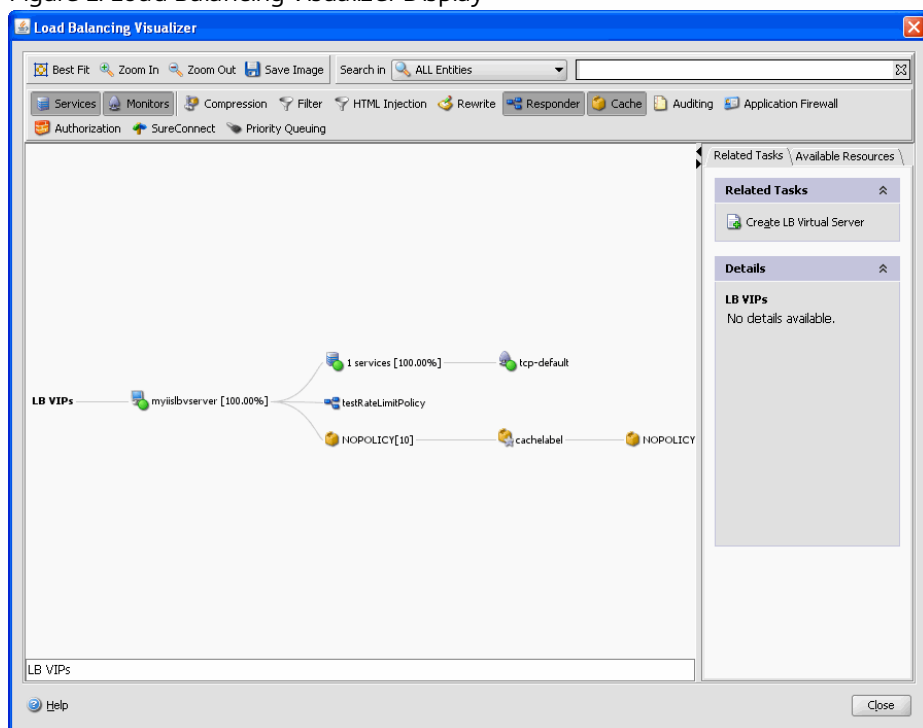 Figure 2. Load Balancing Visualizer Display
Load Balancing Visualizer
Best Fit Zoom In Zoom Out Save Image Search in ALL Entities
Services Monitors Compression Filter HTML Injection Rewrite Responder Cache Auditing Application Firewall
Authorization SureConnect Priority Queuing
Related Tasks Available Resources
Related Tasks
Create LB Virtual Server
Details
LB VIPs
No details available.
1 services [100.00%] tcp-default
LB VIPs myiislbvserver [100.00%] testRateLimitPolicy
NOPOLICY[10] cachelabel NOPOLICY
LB VIPs
Help Close